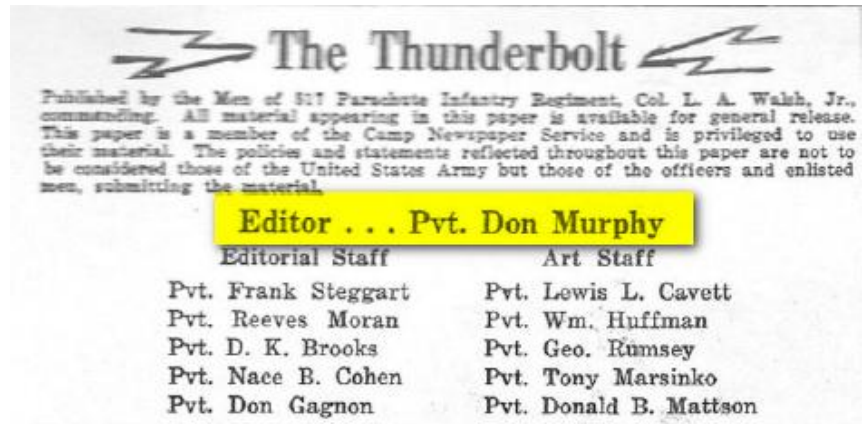 The Thunderbolt
Published by the Men of 517 Parachute Infantry Regiment, Col. L. A. Walsh, Jr.,
commanding. All material appearing in this paper is available for general release.
This paper is a member of the Camp Newspaper Service and is privileged to use
their material. The policies and statements reflected throughout this paper are not to
be considered those of the United States Army but those of the officers and enlisted
men, submitting the material.
Editor . . . Pvt. Don Murphy
Editorial Staff Art Staff
Pvt. Frank Steggart Pvt. Lewis L. Cavett
Pvt. Reeves Moran Pvt. Wm. Huffman
Pvt. D. K. Brooks Pvt. Geo. Rumsey
Pvt. Nace B. Cohen Pvt. Tony Marsinko
Pvt. Don Gagnon Pvt. Donald B. Mattson